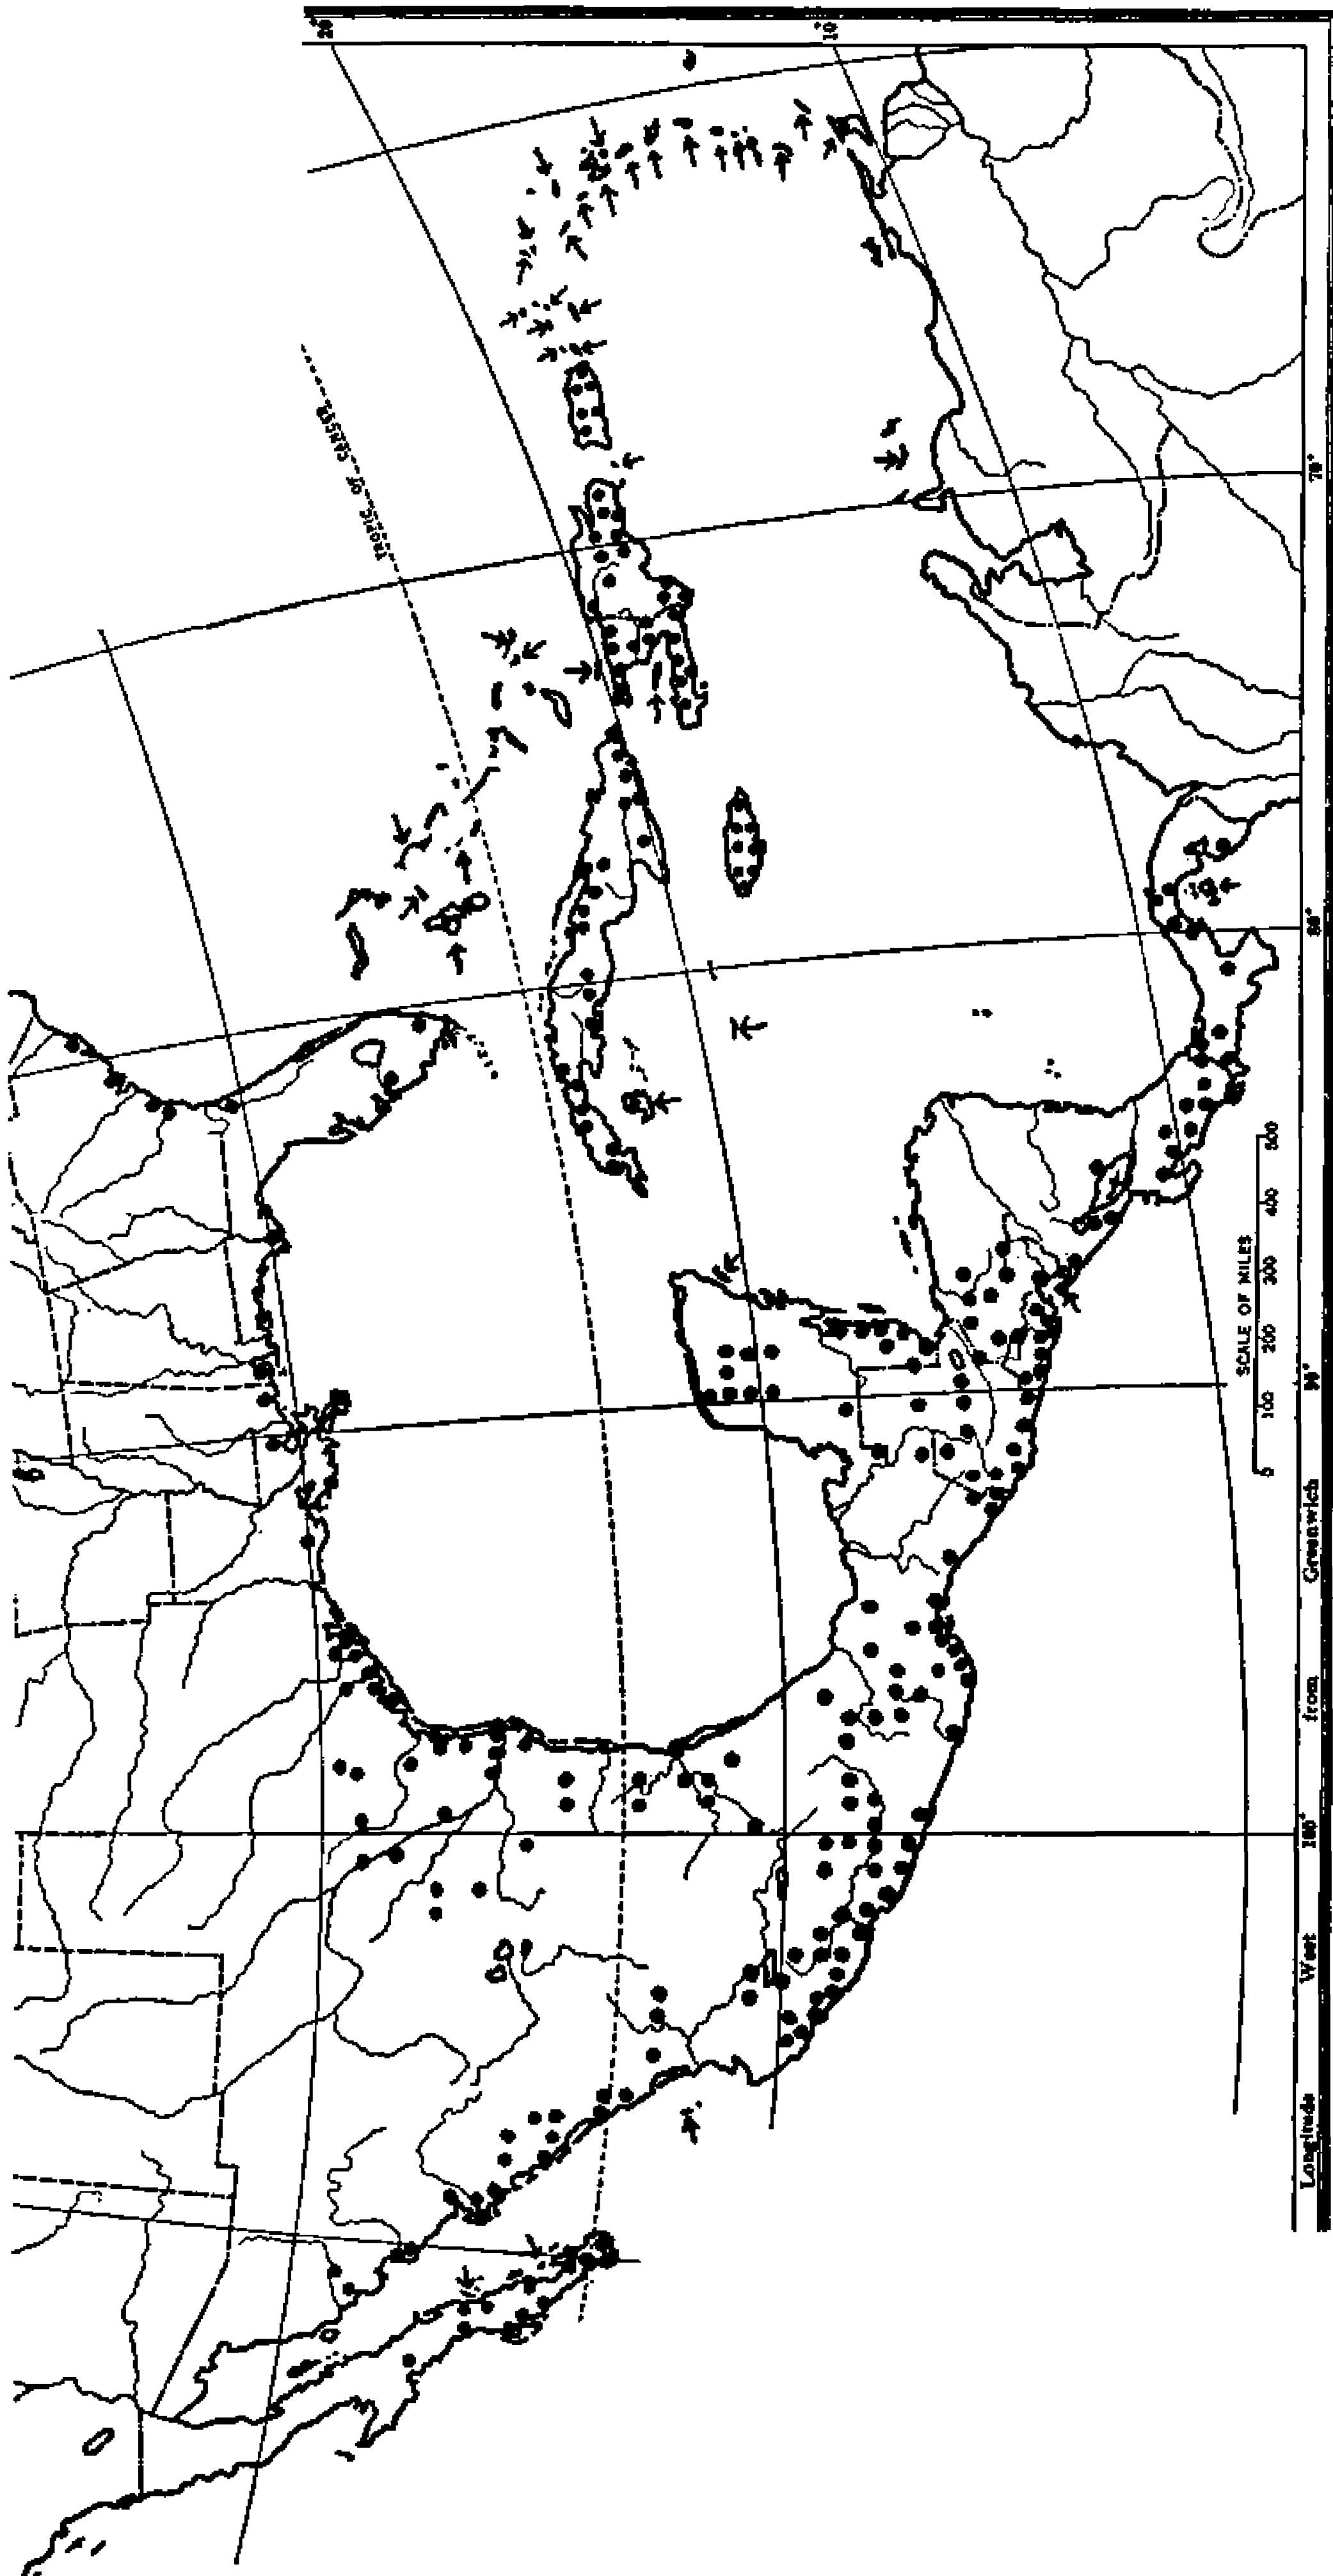 20°
TROPIC OF CANCER
10°
SCALE OF MILES
0 100 200 300 400 500
Longitude West 100° from Greenwich 90° 80° 70°